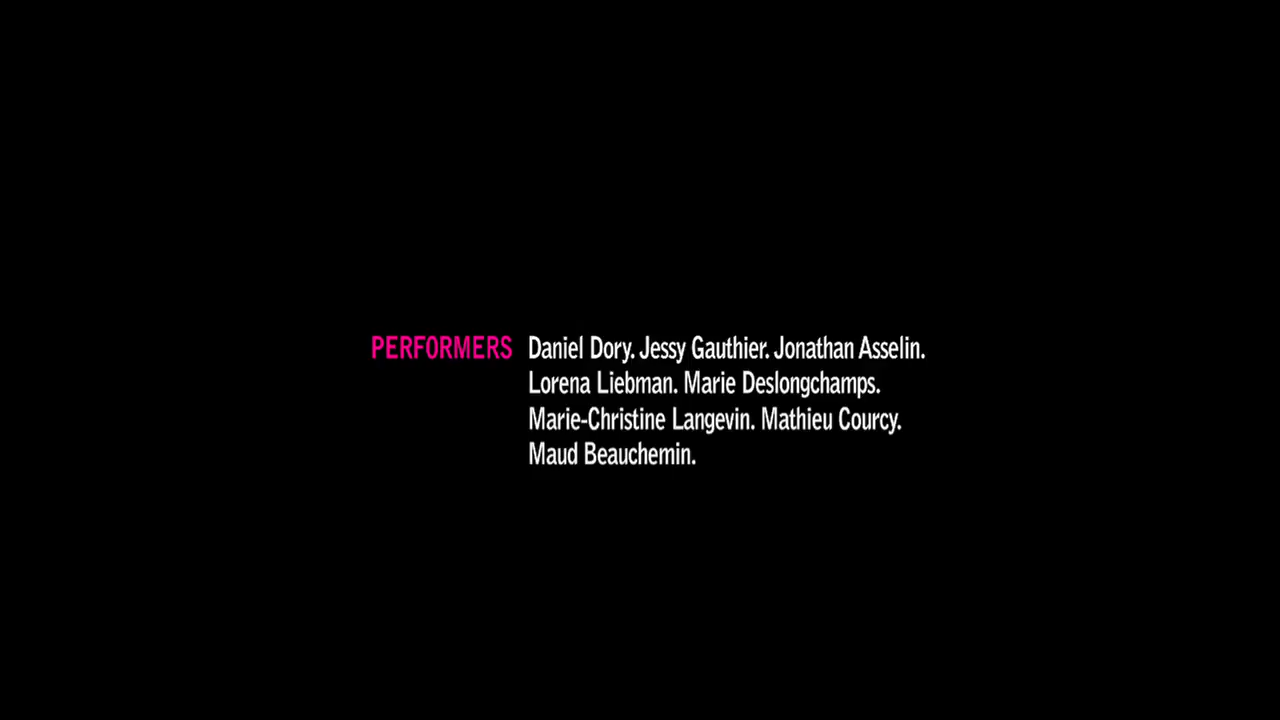 PERFORMERS Daniel Dory. Jessy Gauthier. Jonathan Asselin.
Lorena Liebman. Marie Deslongchamps.
Marie-Christine Langevin. Mathieu Courcy.
Maud Beauchemin.